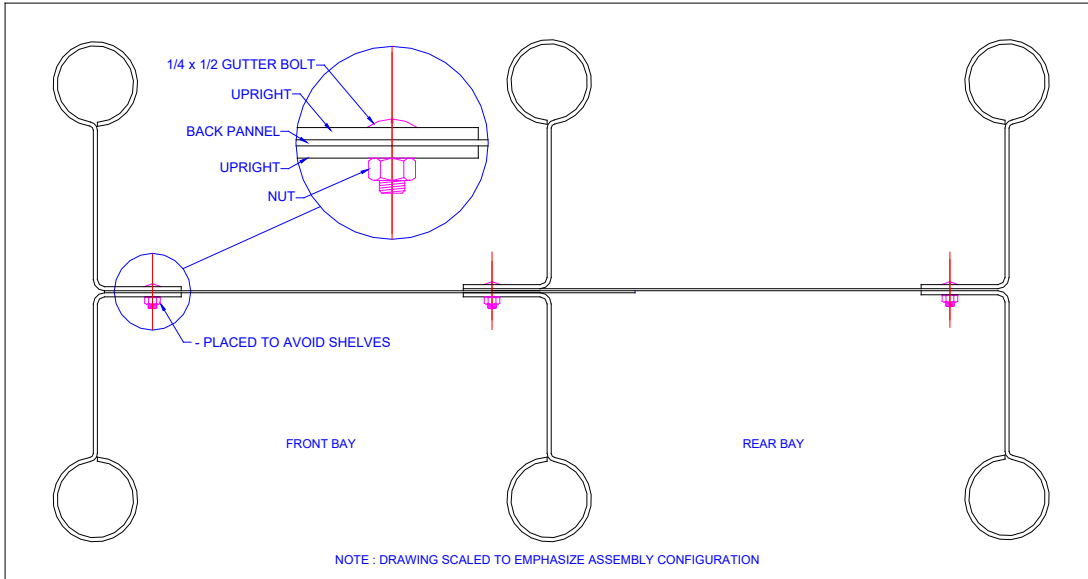 1/4 x 1/2 GUTTER BOLT
UPRIGHT
BACK PANNEL
UPRIGHT
NUT
- PLACED TO AVOID SHELVES
FRONT BAY
REAR BAY
NOTE : DRAWING SCALED TO EMPHASIZE ASSEMBLY CONFIGURATION